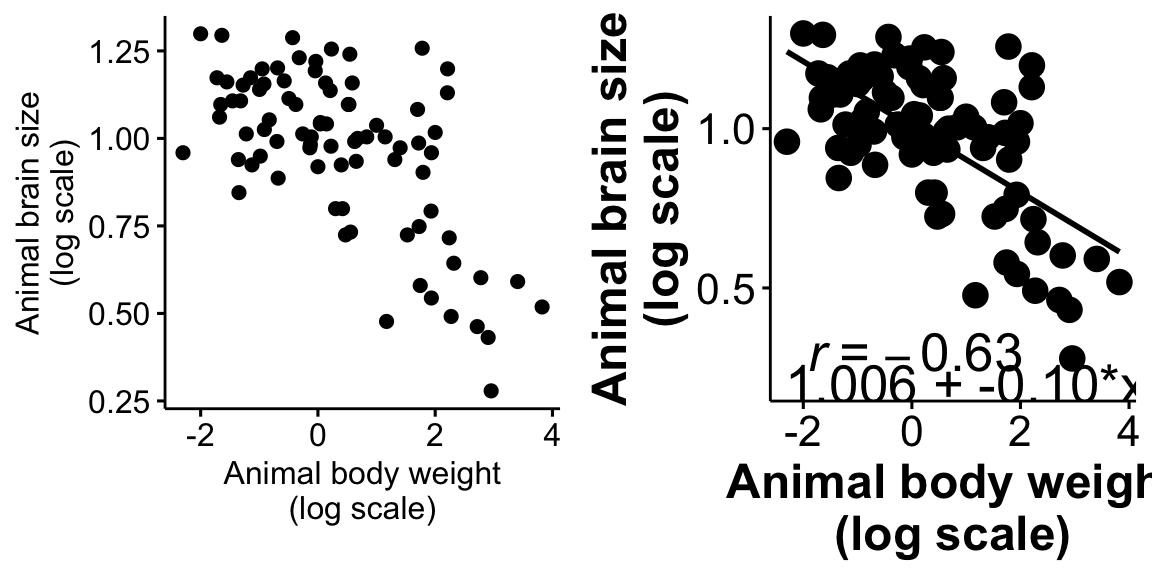 Animal brain size
(log scale)
1.25
1.00
0.75
0.50
0.25
-2 0 2 4
Animal body weight
(log scale)
Animal brain size
(log scale)
1.0
0.5
r = −0.63
1.006 + -0.10*x
-2 0 2 4
Animal body weigh
(log scale)